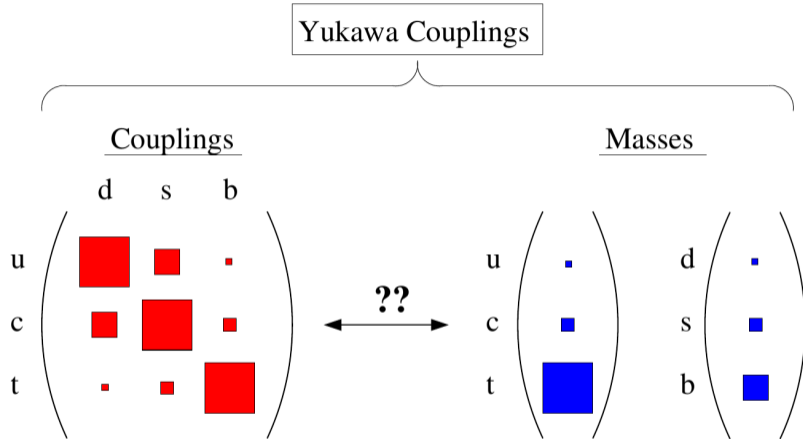 Yukawa Couplings
Couplings Masses
d s b
u u d
c ?? c s
t t b